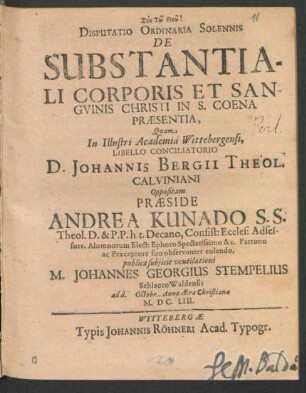 Σὺν Τῷ Θεῷ!
DISPUTATIO ORDINARIA SOLENNIS
DE
SUBSTANTIA-
LI CORPORIS ET SAN-
GVINIS CHRISTI IN S. COENA
PRÆSENTIA,
Quam
In Illustri Academiâ Wittebergensi,
LIBELLO CONCILIATORIO
D. JOHANNIS BERGII THEOL.
CALVINIANI
Oppositam
PRÆSIDE
ANDREA KUNADO S.S.
Theol. D. & P.P. h. t. Decano, Consist: Eccles: Adses-
sore, Alumnorum Elect: Ephoro Spectatissimo &c. Patrono
ac Præceptore suo observanter colendo,
publicæ subjicit ventilationi
M. JOHANNES GEORGIUS STEMPELIUS
SchlaccoWaldensis
ad d. Octobr. Anno Æræ Christianæ
M. DC. LIII.
WITTEBERGÆ
Typis JOHANNIS RÖHNERI Acad. Typogr.